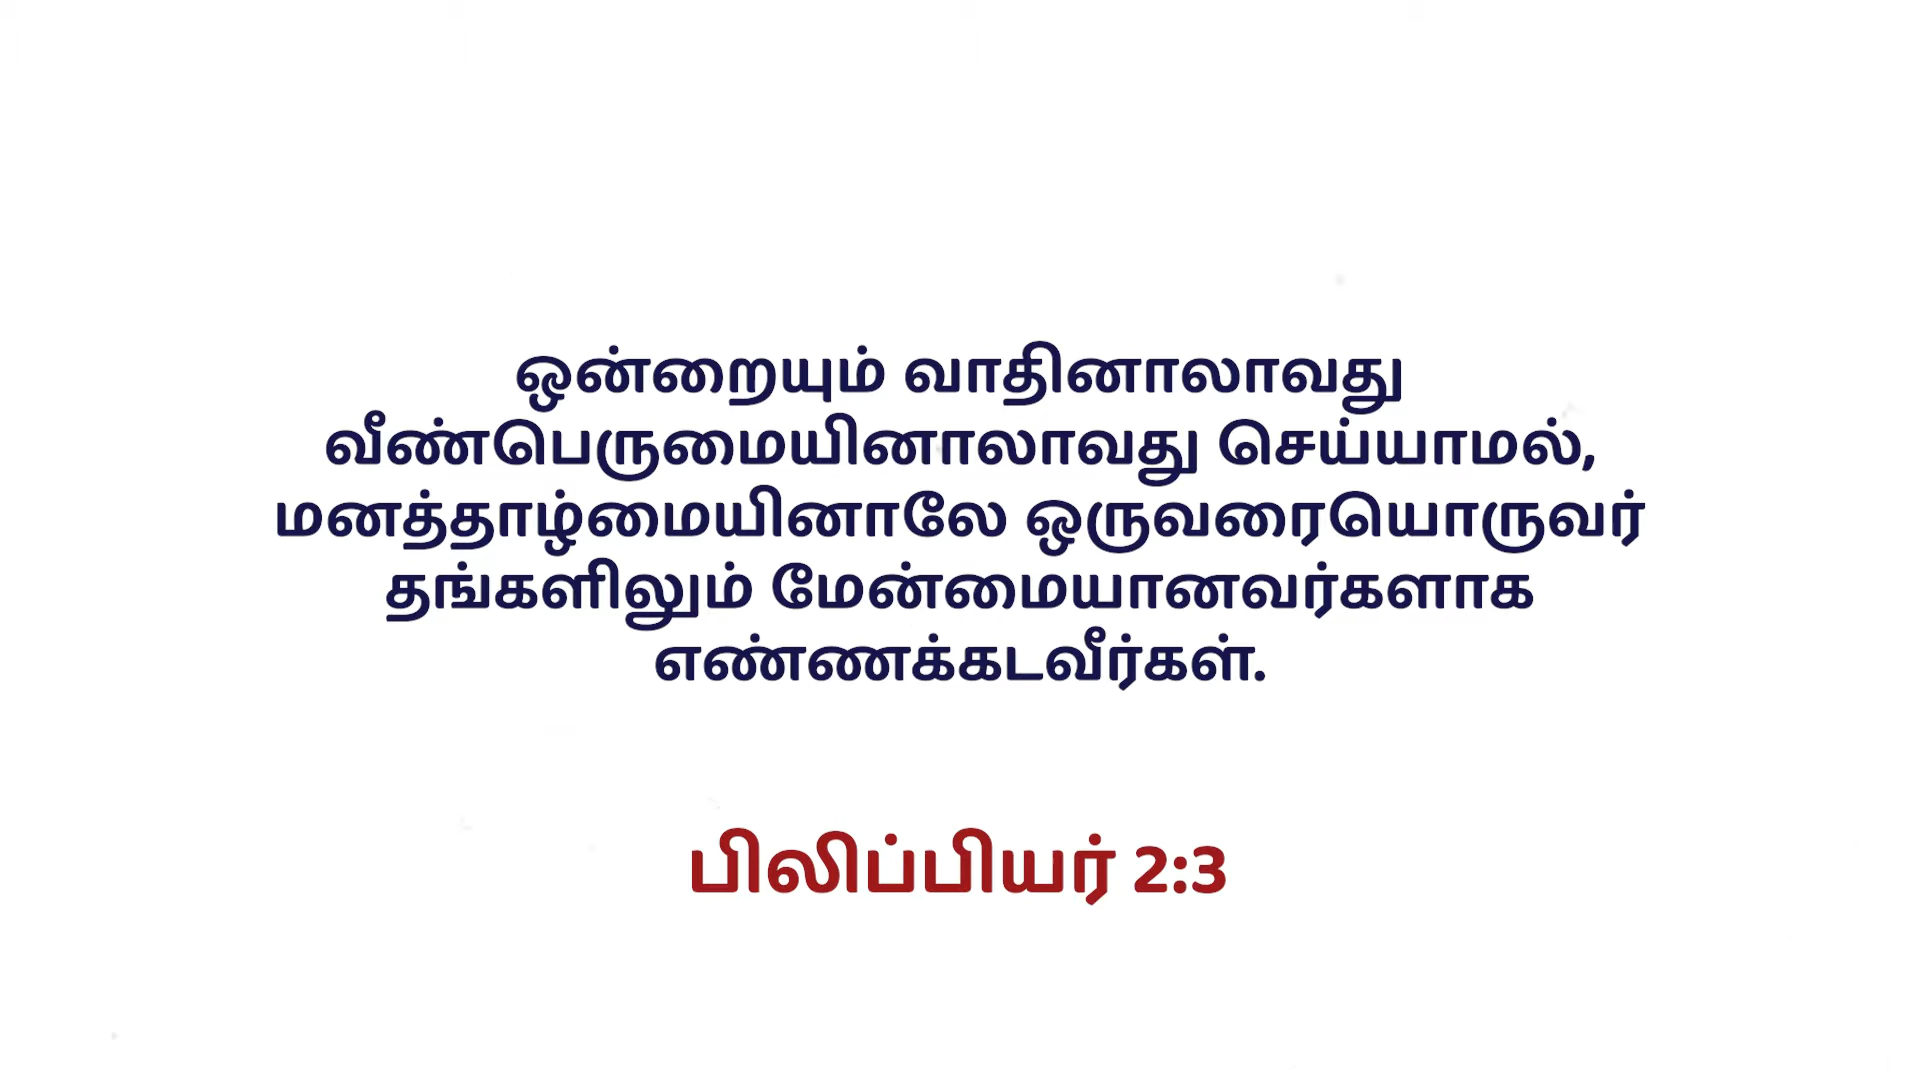 ஒன்றையும் வாதினாலாவது
வீண்பெருமையினாலாவது செய்யாமல்,
மனத்தாழ்மையினாலே ஒருவரையொருவர்
தங்களிலும் மேன்மையானவர்களாக
எண்ணக்கடவீர்கள்.
பிலிப்பியர் 2:3